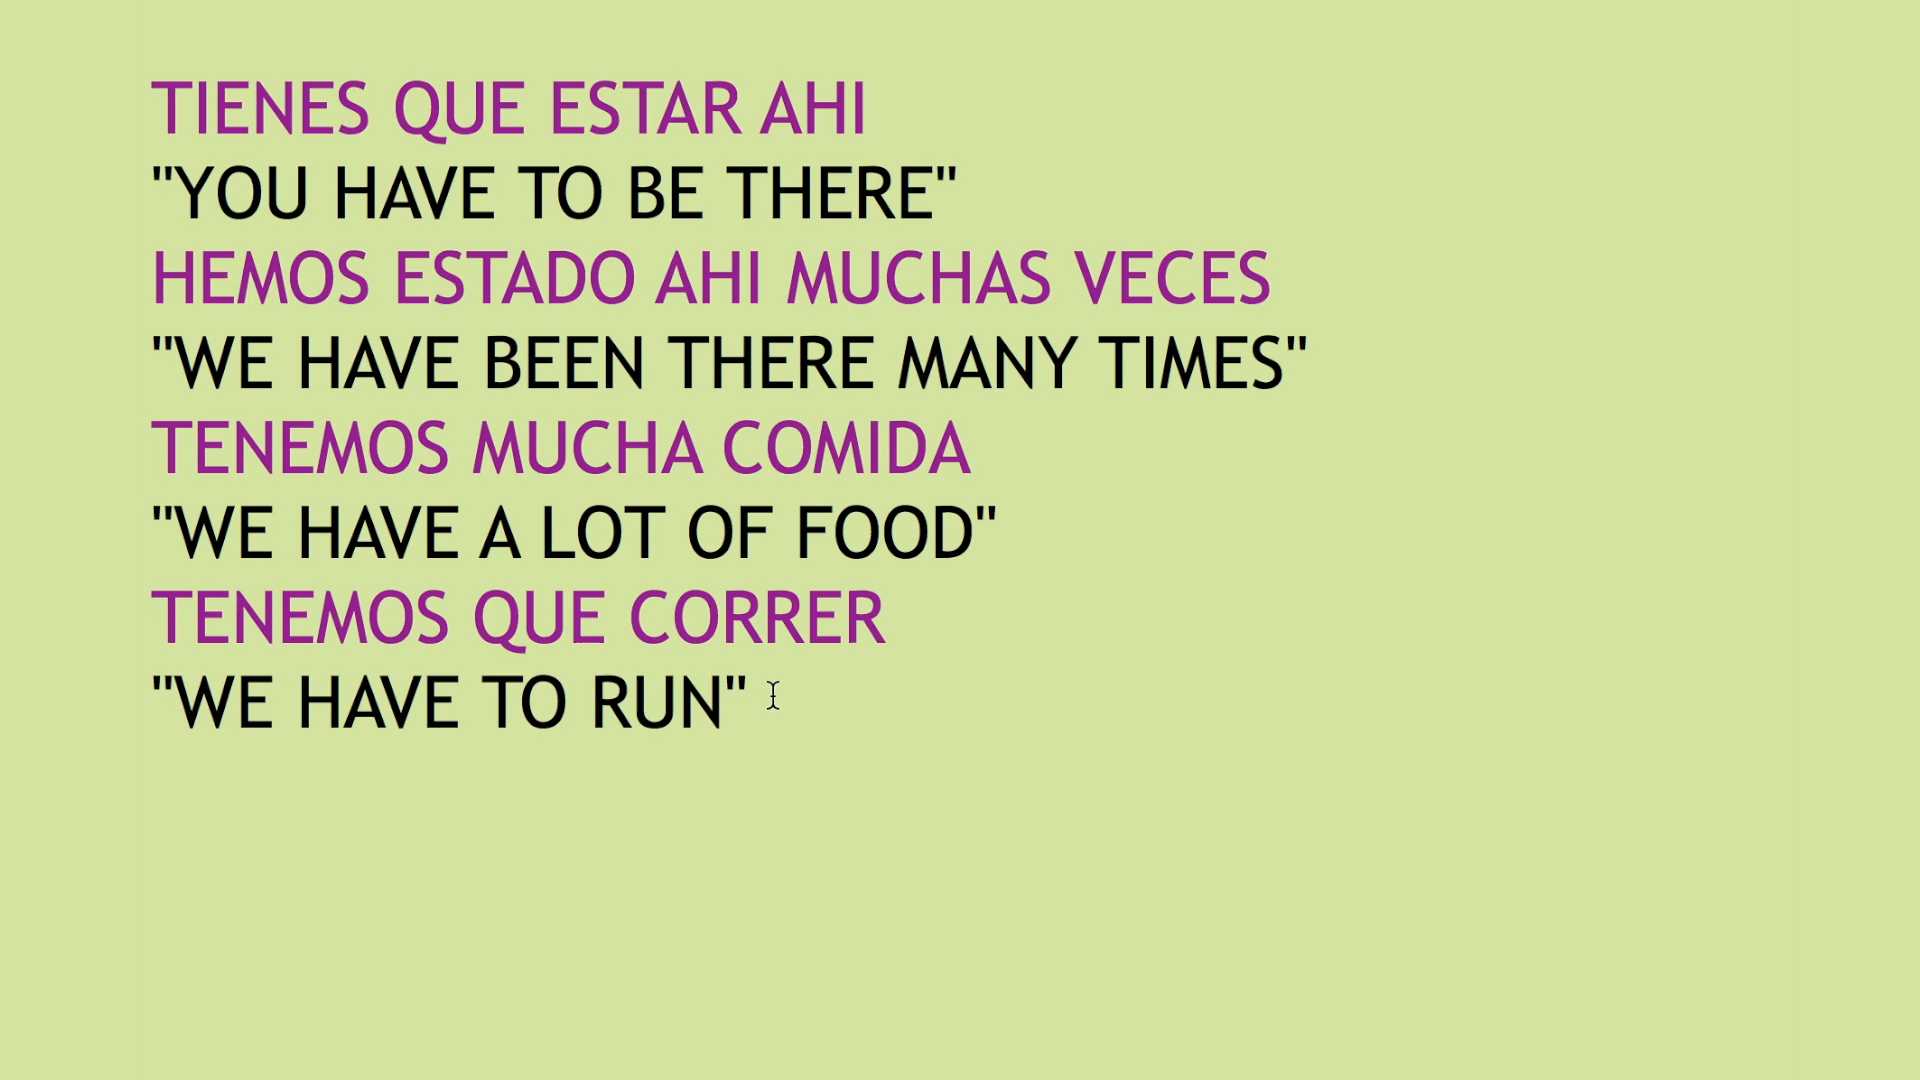 TIENES QUE ESTAR AHI
"YOU HAVE TO BE THERE"
HEMOS ESTADO AHI MUCHAS VECES
"WE HAVE BEEN THERE MANY TIMES"
TENEMOS MUCHA COMIDA
"WE HAVE A LOT OF FOOD"
TENEMOS QUE CORRER
"WE HAVE TO RUN"